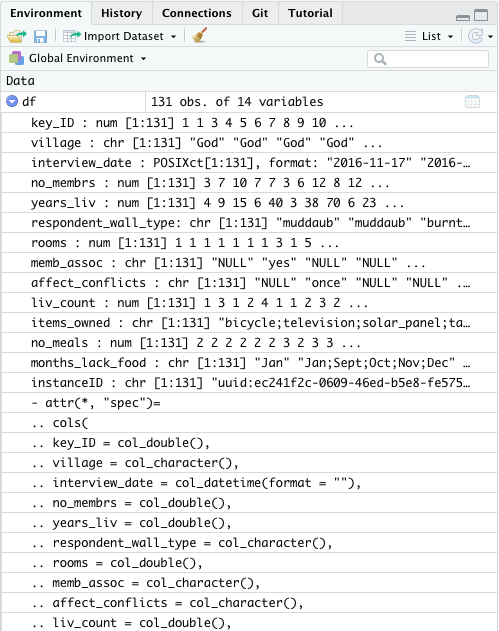 Environment History Connections Git Tutorial
Import Dataset List
Global Environment
Data
df 131 obs. of 14 variables
key_ID : num [1:131] 1 1 3 4 5 6 7 8 9 10 ...
village : chr [1:131] "God" "God" "God" "God" ...
interview_date : POSIXct[1:131], format: "2016-11-17" "2016-…
no_membrs : num [1:131] 3 7 10 7 7 3 6 12 8 12 ...
years_liv : num [1:131] 4 9 15 6 40 3 38 70 6 23 ...
respondent_wall_type: chr [1:131] "muddaub" "muddaub" "burnt…
rooms : num [1:131] 1 1 1 1 1 1 1 3 1 5 ...
memb_assoc : chr [1:131] "NULL" "yes" "NULL" "NULL" ...
affect_conflicts : chr [1:131] "NULL" "once" "NULL" "NULL" ..
liv_count : num [1:131] 1 3 1 2 4 1 1 2 3 2 ...
items_owned : chr [1:131] "bicycle;television;solar_panel;ta…
no_meals : num [1:131] 2 2 2 2 2 2 3 2 3 3 ...
months_lack_food : chr [1:131] "Jan" "Jan;Sept;Oct;Nov;Dec" …
instanceID : chr [1:131] "uuid:ec241f2c-0609-46ed-b5e8-fe575…
- attr(*, "spec")=
.. cols(
.. key_ID = col_double(),
.. village = col_character(),
.. interview_date = col_datetime(format = ""),
.. no_membrs = col_double(),
.. years_liv = col_double(),
.. respondent_wall_type = col_character(),
.. rooms = col_double(),
.. memb_assoc = col_character(),
.. affect_conflicts = col_character(),
.. liv_count = col_double(),